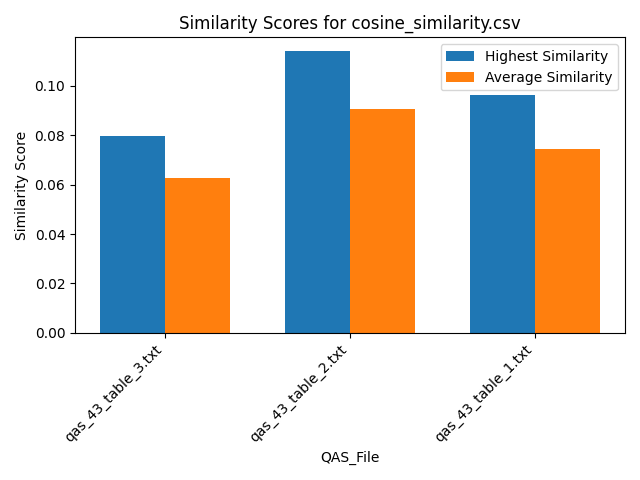 Similarity Scores for cosine_similarity.csv
Highest Similarity
Average Similarity
Similarity Score
0.10
0.08
0.06
0.04
0.02
0.00
qas_43_table_3.txt
qas_43_table_2.txt
qas_43_table_1.txt
QAS_File